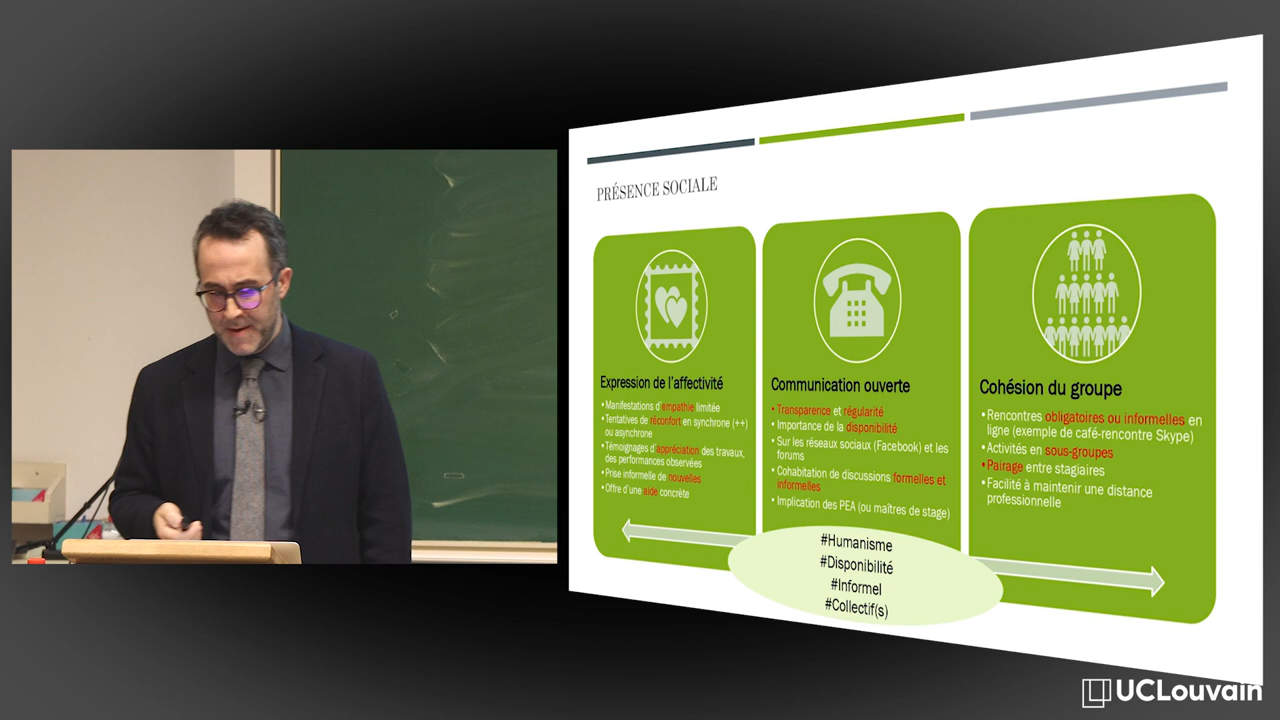 PRÉSENCE SOCIALE
Expression de l'affectivité
•Manifestations d'empathie limitée
•Tentatives de réconfort en synchrone (++)
ou asynchrone
•Témoignages d'appréciation des travaux,
des performances observées
•Prise informelle de nouvelles
•Offre d'une aide concrète
Communication ouverte
• Transparence et régularité
• Importance de la disponibilité
• Sur les réseaux sociaux (Facebook) et les
forums
• Cohabitation de discussions formelles et
informelles
• Implication des PEA (ou maîtres de stage)
Cohésion du groupe
•Rencontres obligatoires ou informelles en
ligne (exemple de café-rencontre Skype)
•Activités en sous-groupes
•Pairage entre stagiaires
•Facilité à maintenir une distance
professionnelle
#Humanisme
#Disponibilité
#Informel
#Collectif(s)
UCLouvain